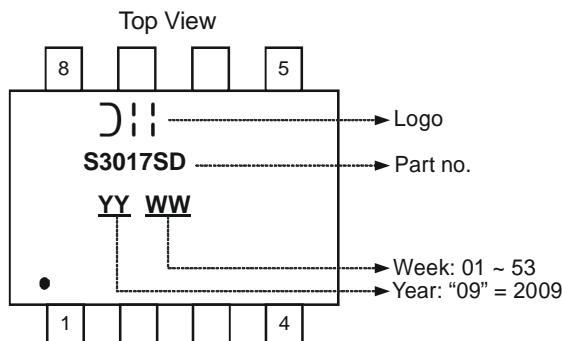 Top View
8 5
Logo
S3017SD Part no.
YY WW
Week: 01 ~ 53
Year: “09” = 2009
1 4